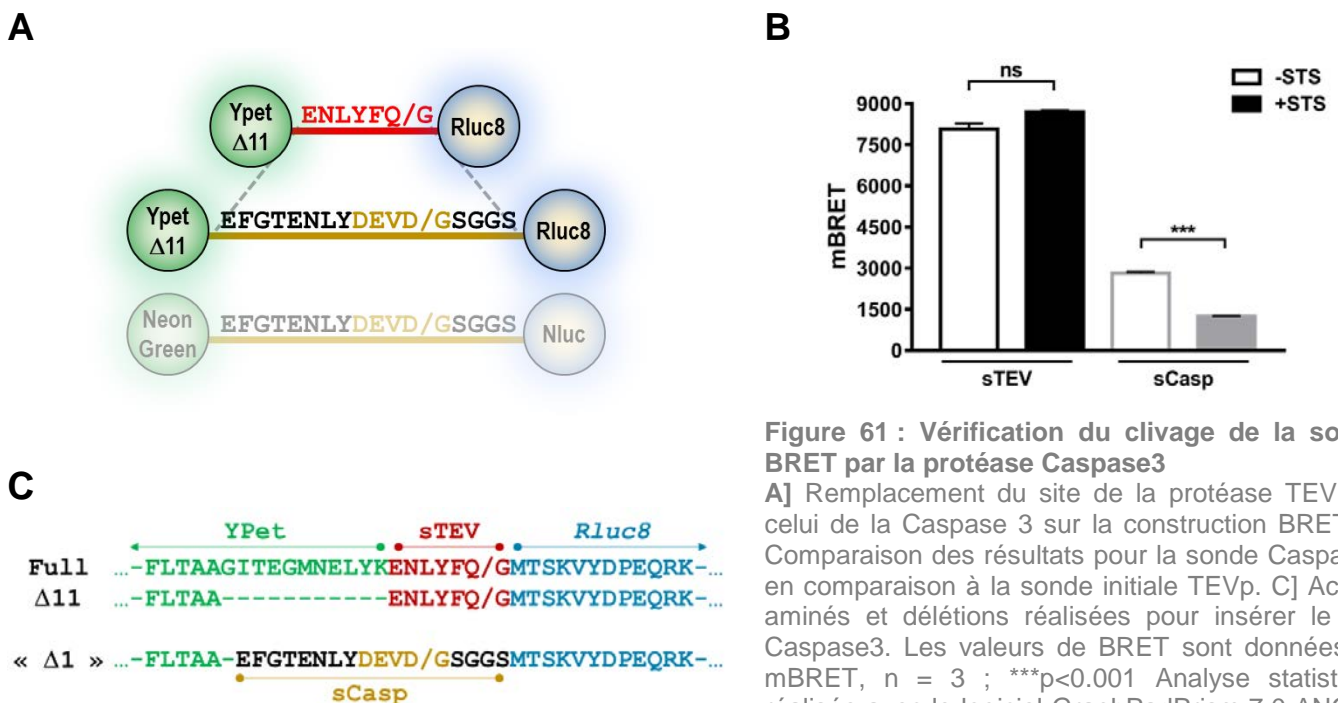 A
Ypet
Δ11
ENLYFQ/G
Rluc8
Ypet
Δ11
EFGTENLYDEVD/GSGGS
Rluc8
Neon
Green
EFGTENLYDEVD/GSGGS
Nluc
B
ns
-STS
+STS
9000
7500
6000
4500
3000
1500
0
mBRET
***
sTEV
sCasp
C
YPet
sTEV
Rluc8
Full …-FLTAAGITEGMNELYKENLYFQ/GMTSKVYDPEQRK-…
Δ11 …-FLTAA-----------ENLYFQ/GMTSKVYDPEQRK-…
« Δ1 » …-FLTAA-EFGTENLYDEVD/GSGGSMTSKVYDPEQRK-…
sCasp
Figure 61 : Vérification du clivage de la
BRET par la protéase Caspase3
A] Remplacement du site de la protéase TEV
celui de la Caspase 3 sur la construction BRET
Comparaison des résultats pour la sonde
en comparaison à la sonde initiale TEVp. C]
aminés et délétions réalisées pour insérer le
Caspase3. Les valeurs de BRET sont données
mBRET, n = 3 ; ***p<0.001 Analyse